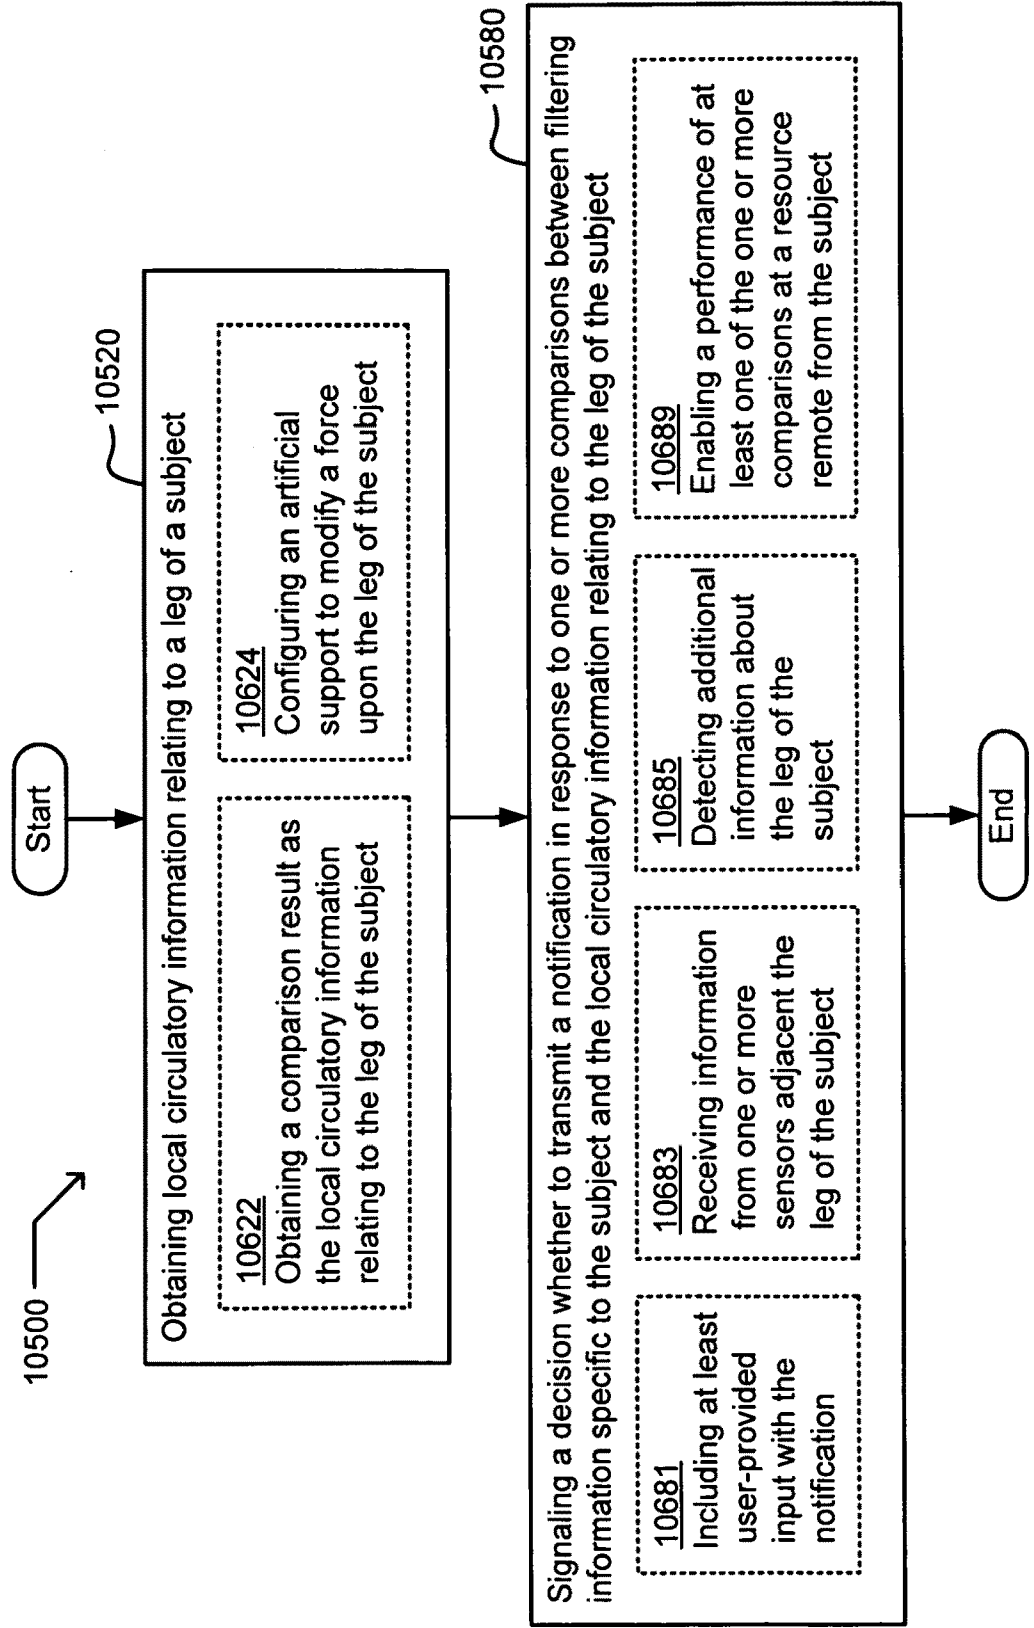 10500
Start
10520
Obtaining local circulatory information relating to a leg of a subject
10622
Obtaining a comparison result as
the local circulatory information
relating to the leg of the subject
10624
Configuring an artificial
support to modify a force
upon the leg of the subject
10580
Signaling a decision whether to transmit a notification in response to one or more comparisons between filtering
information specific to the subject and the local circulatory information relating to the leg of the subject
10681
Including at least
user-provided
input with the
notification
10683
Receiving information
from one or more
sensors adjacent the
leg of the subject
10685
Detecting additional
information about
the leg of the
subject
10689
Enabling a performance of at
least one of the one or more
comparisons at a resource
remote from the subject
End